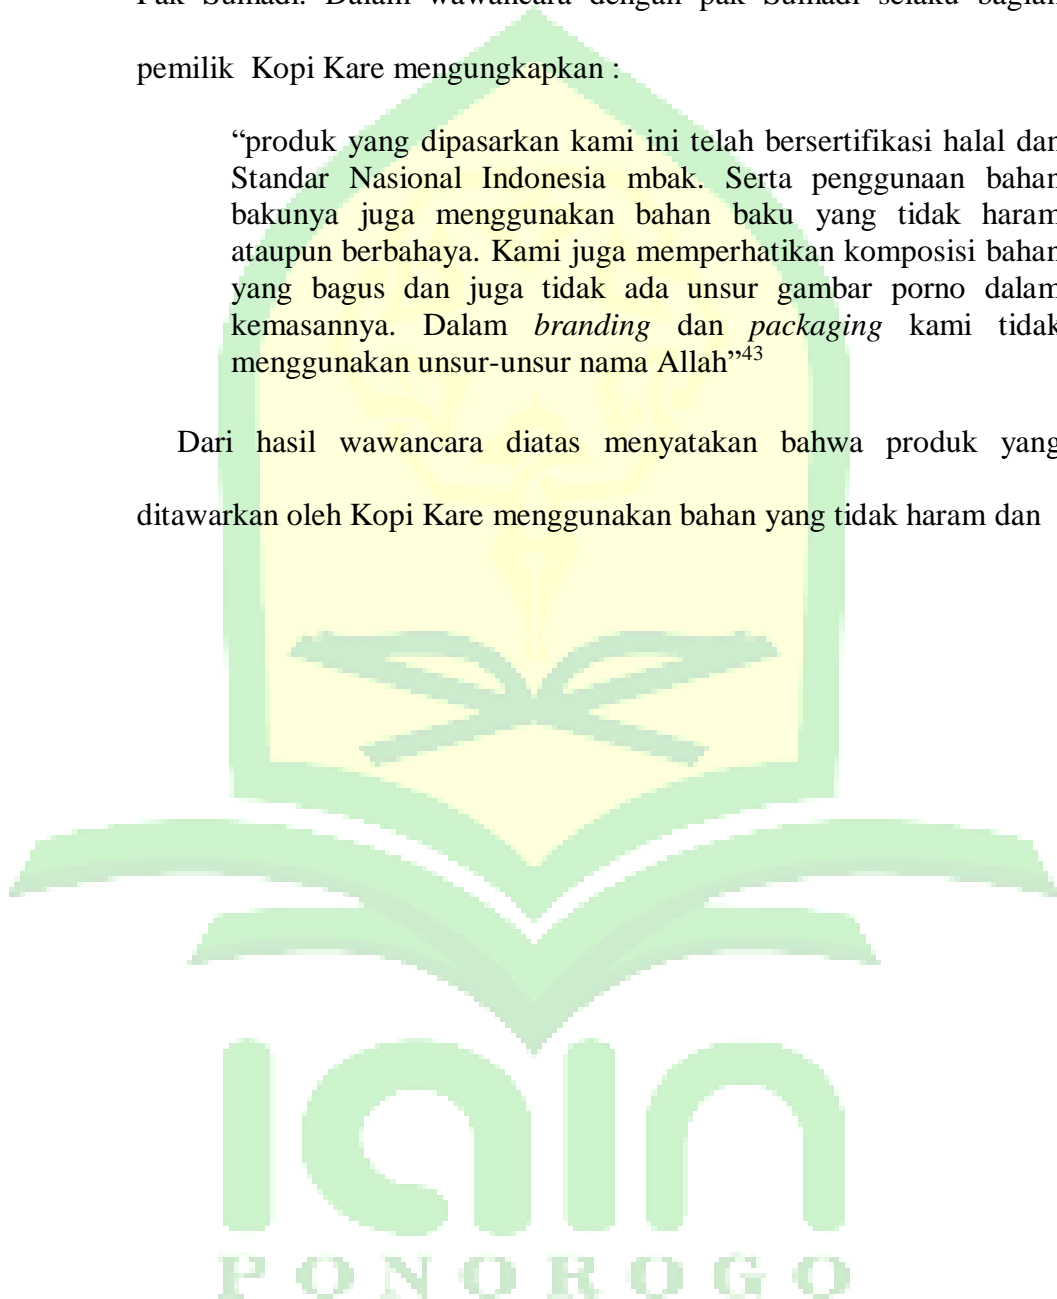 Pak Sumadi. Dalam wawancara dengan pak Sumadi selaku bagian
pemilik Kopi Kare mengungkapkan :
“produk yang dipasarkan kami ini telah bersertifikasi halal dan
Standar Nasional Indonesia mbak. Serta penggunaan bahan
bakunya juga menggunakan bahan baku yang tidak haram
ataupun berbahaya. Kami juga memperhatikan komposisi bahan
yang bagus dan juga tidak ada unsur gambar porno dalam
kemasannya. Dalam branding dan packaging kami tidak
menggunakan unsur-unsur nama Allah”43
Dari hasil wawancara diatas menyatakan bahwa produk yang
ditawarkan oleh Kopi Kare menggunakan bahan yang tidak haram dan
iain
PONOROGO